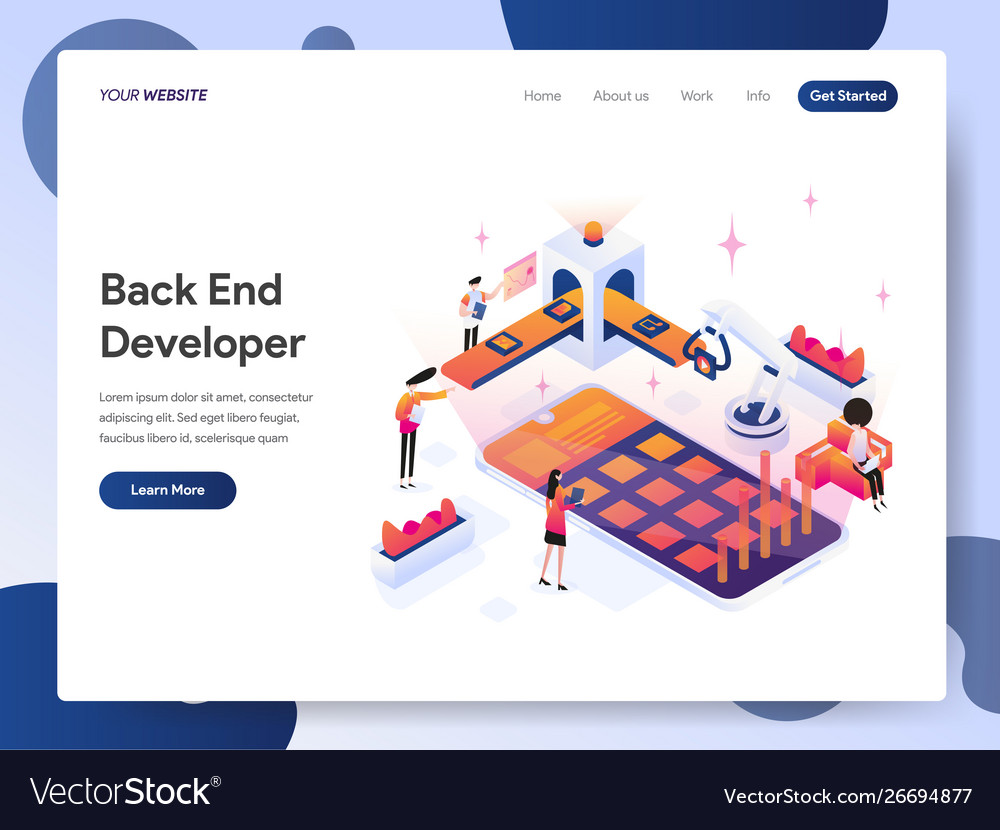 YOUR WEBSITE
Home About us Work Info Get Started
Back End
Developer
Lorem ipsum dolor sit amet, consectetur
adipiscing elit. Sed eget libero feugiat,
faucibus libero id, scelerisque quam
Learn More
VectorStock®
VectorStock.com/26694877